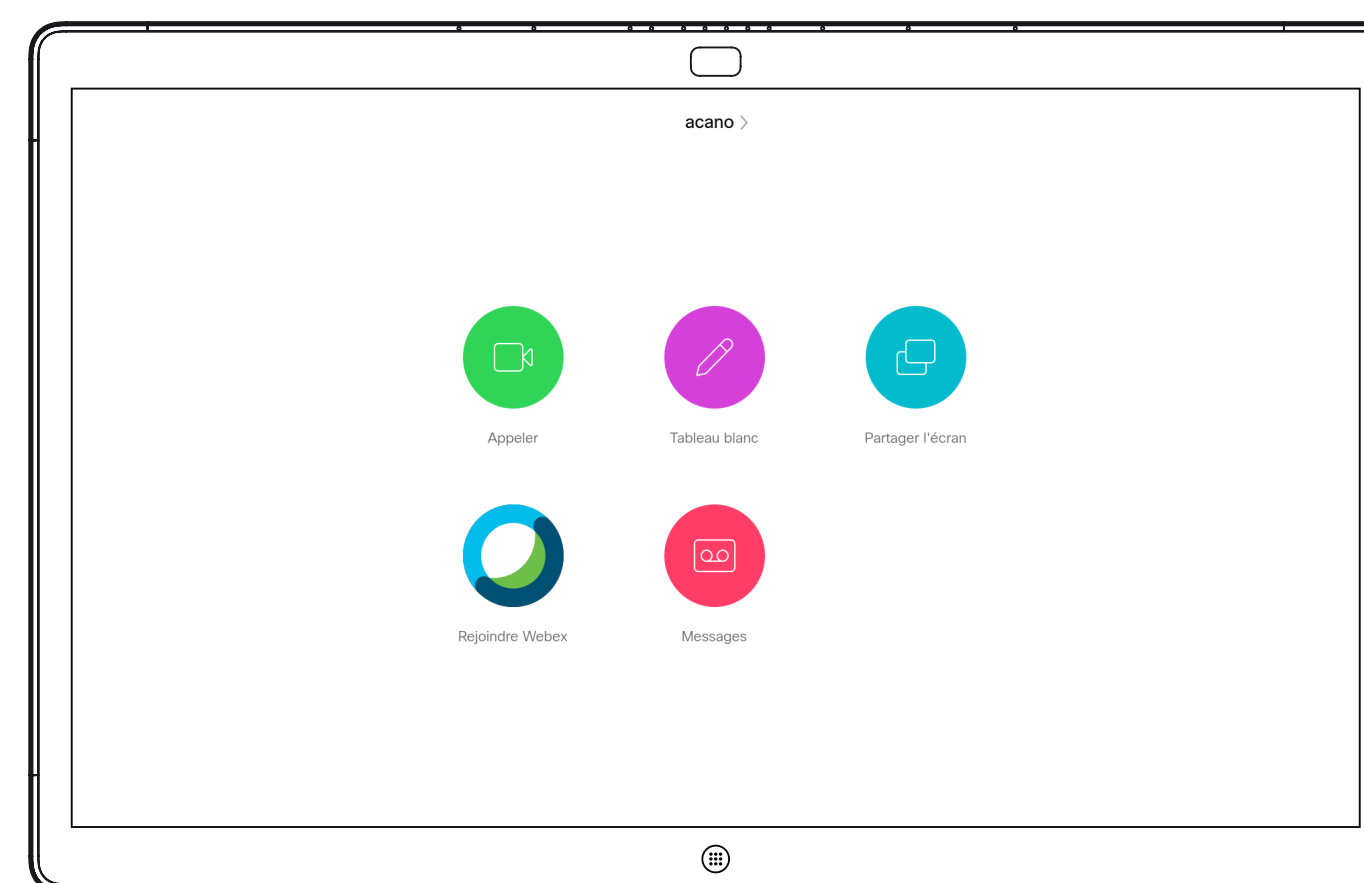 acano
Appeler
Tableau blanc
Partager l'écran
Rejoindre Webex
Messages